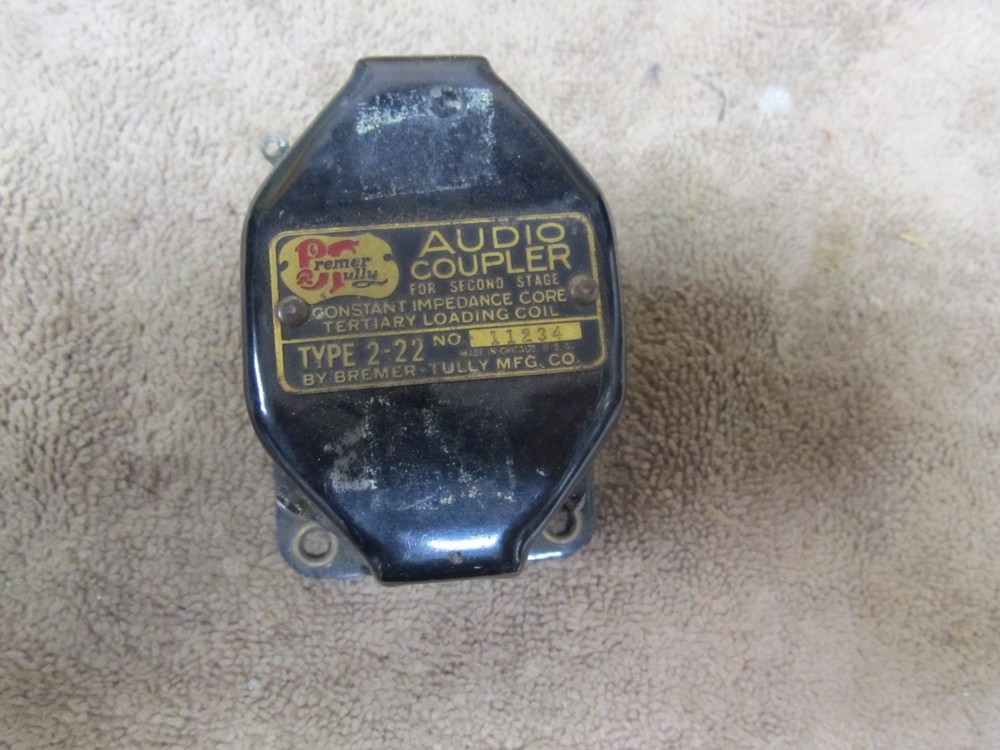 Bremer
Tully
AUDIO
COUPLER
FOR SECOND STAGE
CONSTANT IMPEDANCE CORE
TERTIARY LOADING COIL
TYPE 2-22 NO 11234
MADE IN CHICAGO, U.S.A.
BY BREMER-TULLY MFG. CO.